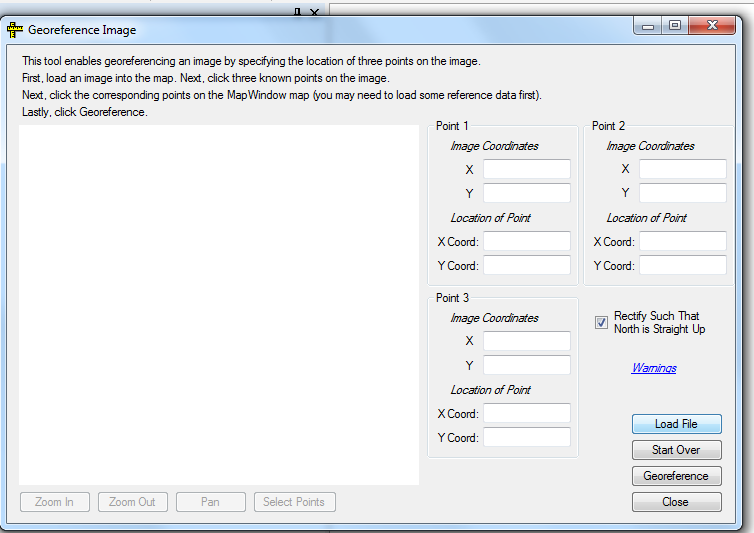 Georeference Image
This tool enables georeferencing an image by specifying the location of three points on the image.
First, load an image into the map. Next, click three known points on the image.
Next, click the corresponding points on the MapWindow map (you may need to load some reference data first).
Lastly, click Georeference.
Point 1
Image Coordinates
X
Y
Location of Point
X Coord:
Y Coord:
Point 2
Image Coordinates
X
Y
Location of Point
X Coord:
Y Coord:
Point 3
Image Coordinates
X
Y
Location of Point
X Coord:
Y Coord:
Rectify Such That
North is Straight Up
Warnings
Load File
Start Over
Georeference
Close
Zoom In
Zoom Out
Pan
Select Points